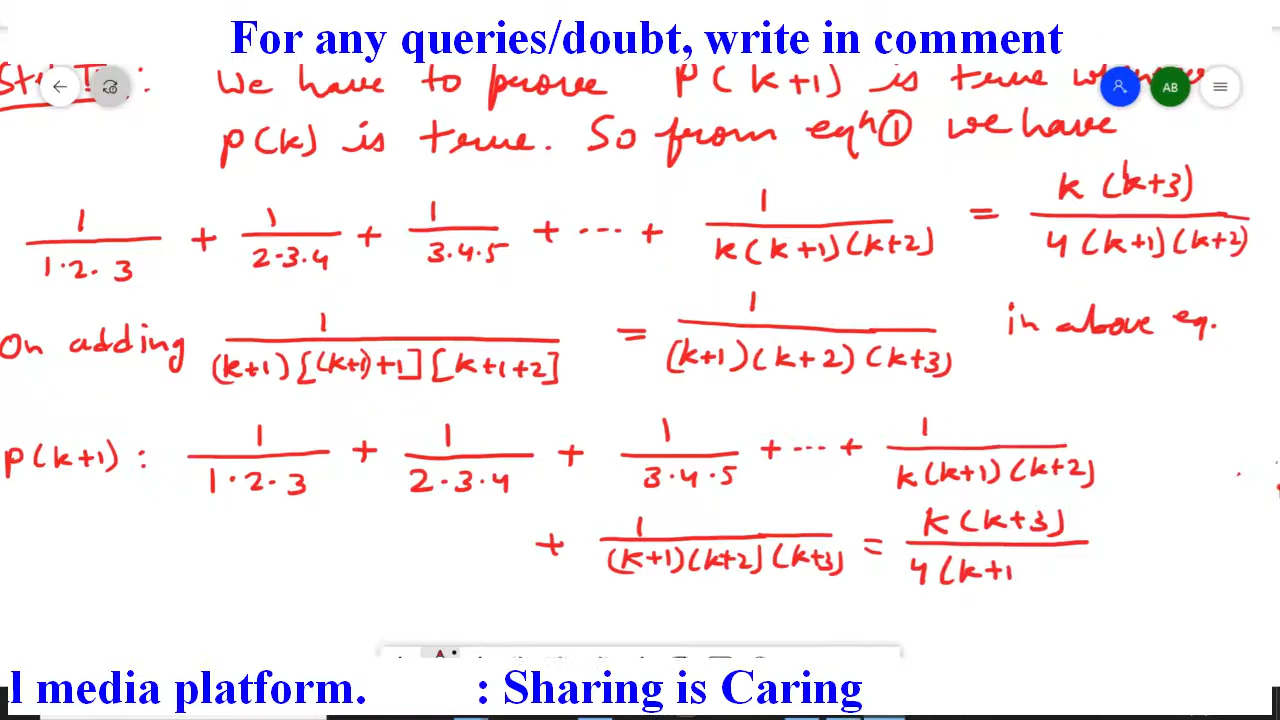 For any queries/doubt, write in comment
: We have to prove P(k+1) is true
AB
P(k) is true. So from eqn ① we have
1/(1·2·3) + 1/(2·3·4) + 1/(3·4·5) + ··· + 1/(k(k+1)(k+2)) = k(k+3)/(4(k+1)(k+2))
On adding 1/((k+1)[(k+1)+1][k+1+2]) = 1/((k+1)(k+2)(k+3)) in above eq.
P(k+1) : 1/(1·2·3) + 1/(2·3·4) + 1/(3·4·5) + ··· + 1/(k(k+1)(k+2))
+ 1/((k+1)(k+2)(k+3)) = k(k+3)/(4(k+1
l media platform. : Sharing is Caring